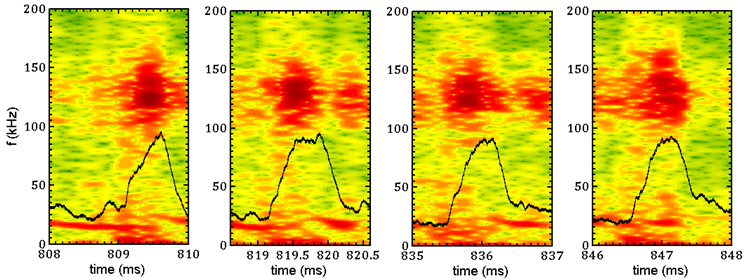 200 200 200 200
150 150 150 150
f (kHz)
100 100 100 100
50 50 50 50
0 0 0 0
808 809 810 819 819.5 820 820.5 835 836 837 846 847 848
time (ms) time (ms) time (ms) time (ms)